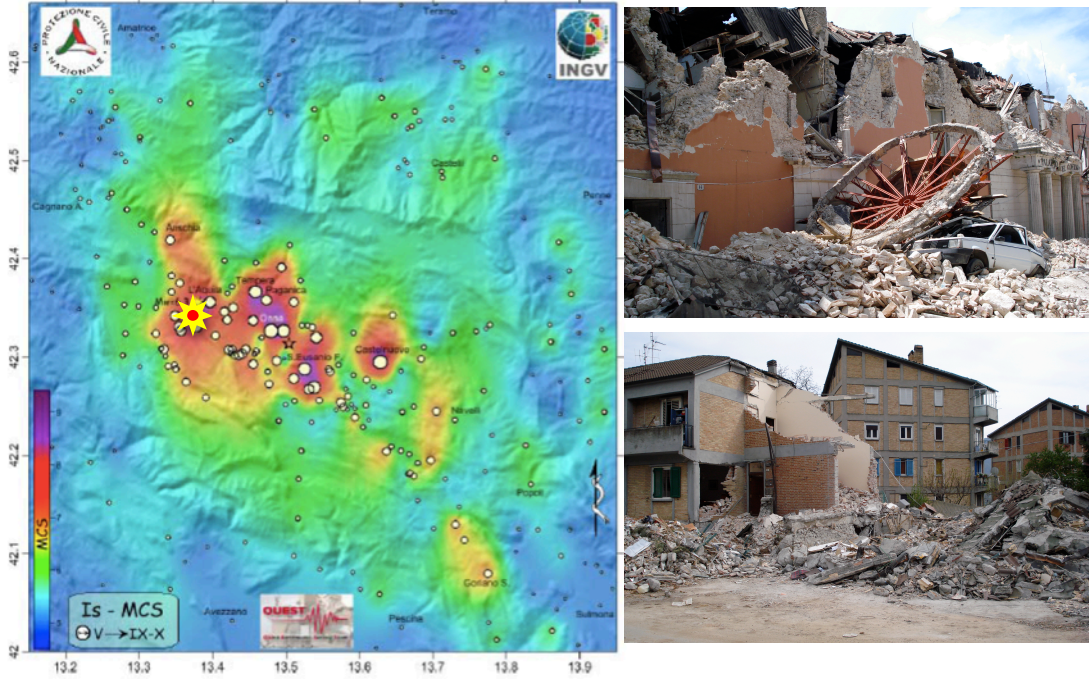 PROTEZIONE CIVILE
NAZIONALE
INGV
Amatrice
Teramo
42.6
42.5
Castelli
Cagnano A.
Penne
42.4
Arischia
L'Aquila
Tempera
Paganica
Onna
42.3
S.Eusanio F.
Castelnuovo
Navelli
42.2
Popoli
MCS
42.1
Goriano S.
Is - MCS
V → IX-X
Avezzano
QUEST
Pescina
Sulmona
42
13.2
13.3
13.4
13.5
13.6
13.7
13.8
13.9